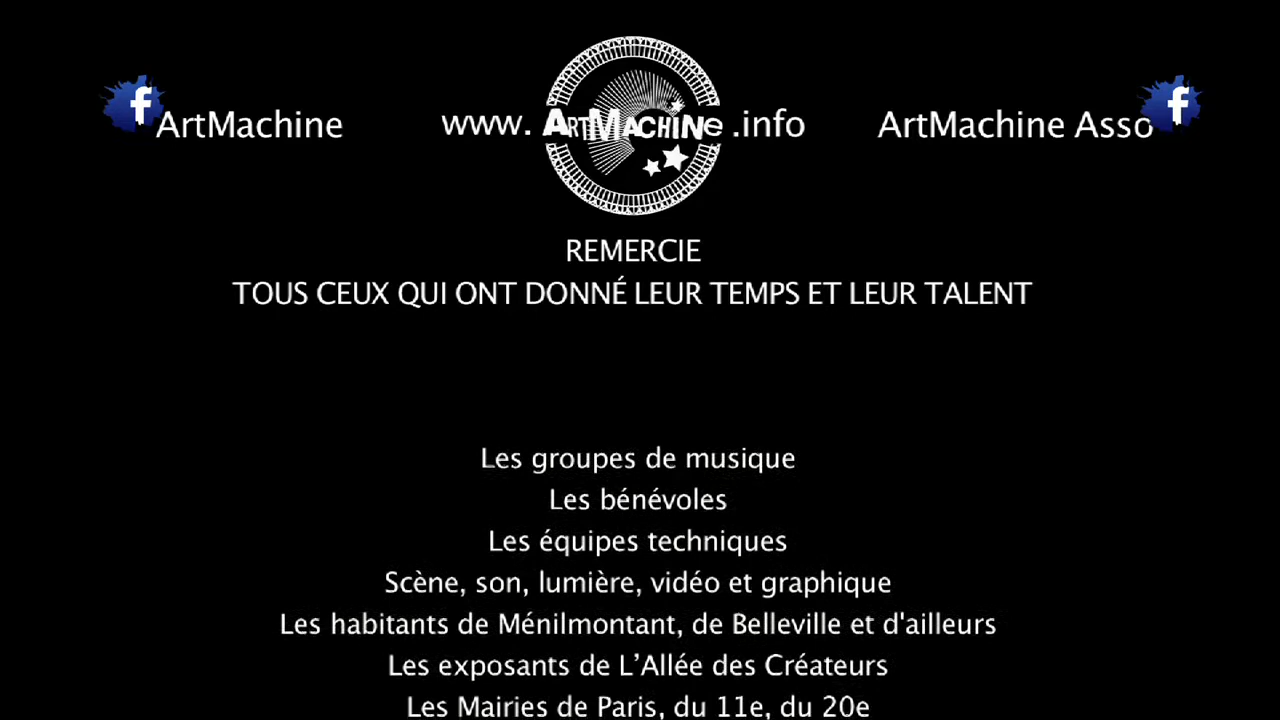 f ArtMachine www. ArtMachine .info ArtMachine Asso f
REMERCIE
TOUS CEUX QUI ONT DONNÉ LEUR TEMPS ET LEUR TALENT
Les groupes de musique
Les bénévoles
Les équipes techniques
Scène, son, lumière, vidéo et graphique
Les habitants de Ménilmontant, de Belleville et d'ailleurs
Les exposants de L’Allée des Créateurs
Les Mairies de Paris, du 11e, du 20e